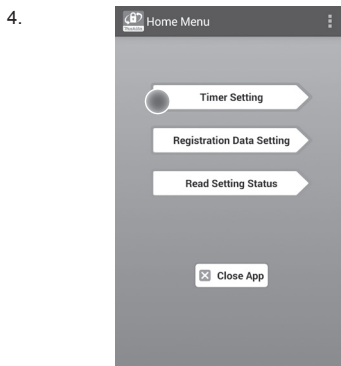 4.
Home Menu
Timer Setting
Registration Data Setting
Read Setting Status
Close App